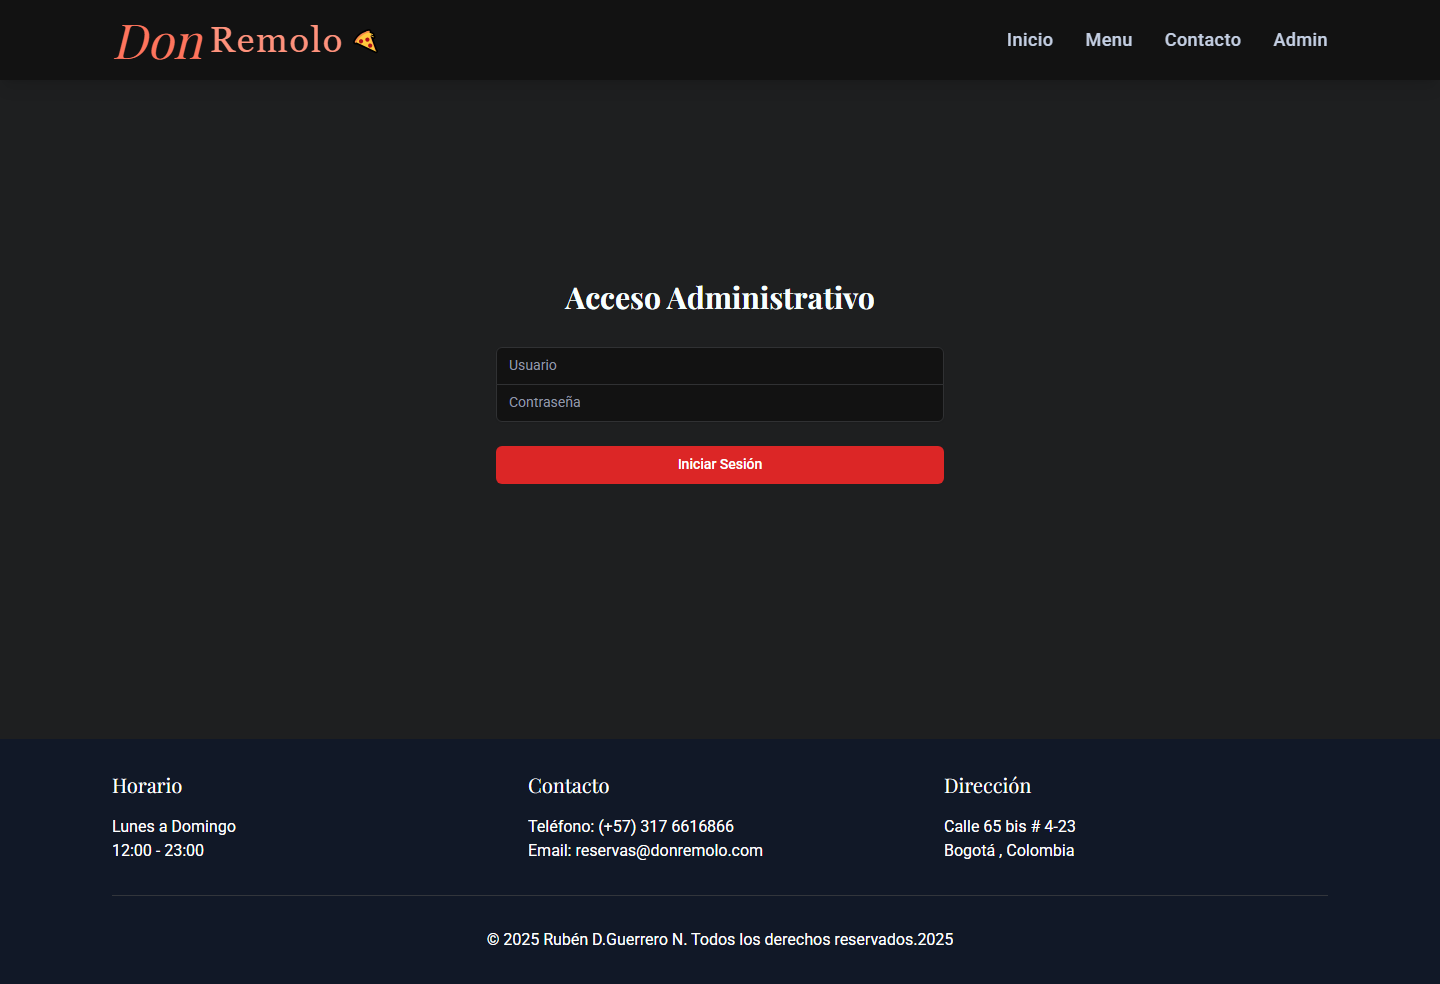 Don Remolo
Inicio
Menu
Contacto
Admin
Acceso Administrativo
Usuario
Contraseña
Iniciar Sesión
Horario
Lunes a Domingo
12:00 - 23:00
Contacto
Teléfono: (+57) 317 6616866
Email: reservas@donremolo.com
Dirección
Calle 65 bis # 4-23
Bogotá , Colombia
© 2025 Rubén D.Guerrero N. Todos los derechos reservados.2025